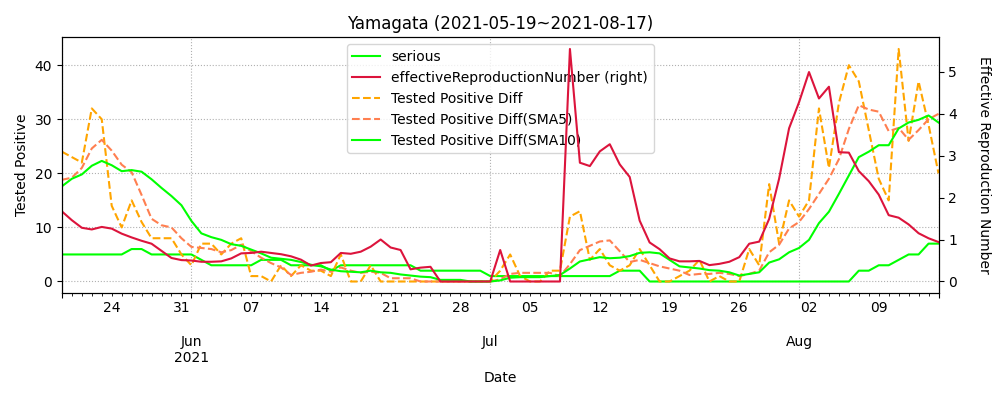 Yamagata (2021-05-19~2021-08-17)
serious
effectiveReproductionNumber (right)
Tested Positive Diff
Tested Positive Diff(SMA5)
Tested Positive Diff(SMA10)
Tested Positive
40
30
20
10
0
Effective Reproduction Number
5
4
3
2
1
0
24 31 07 14 21 28 05 12 19 26 02 09
Jun Jul Aug
2021
Date